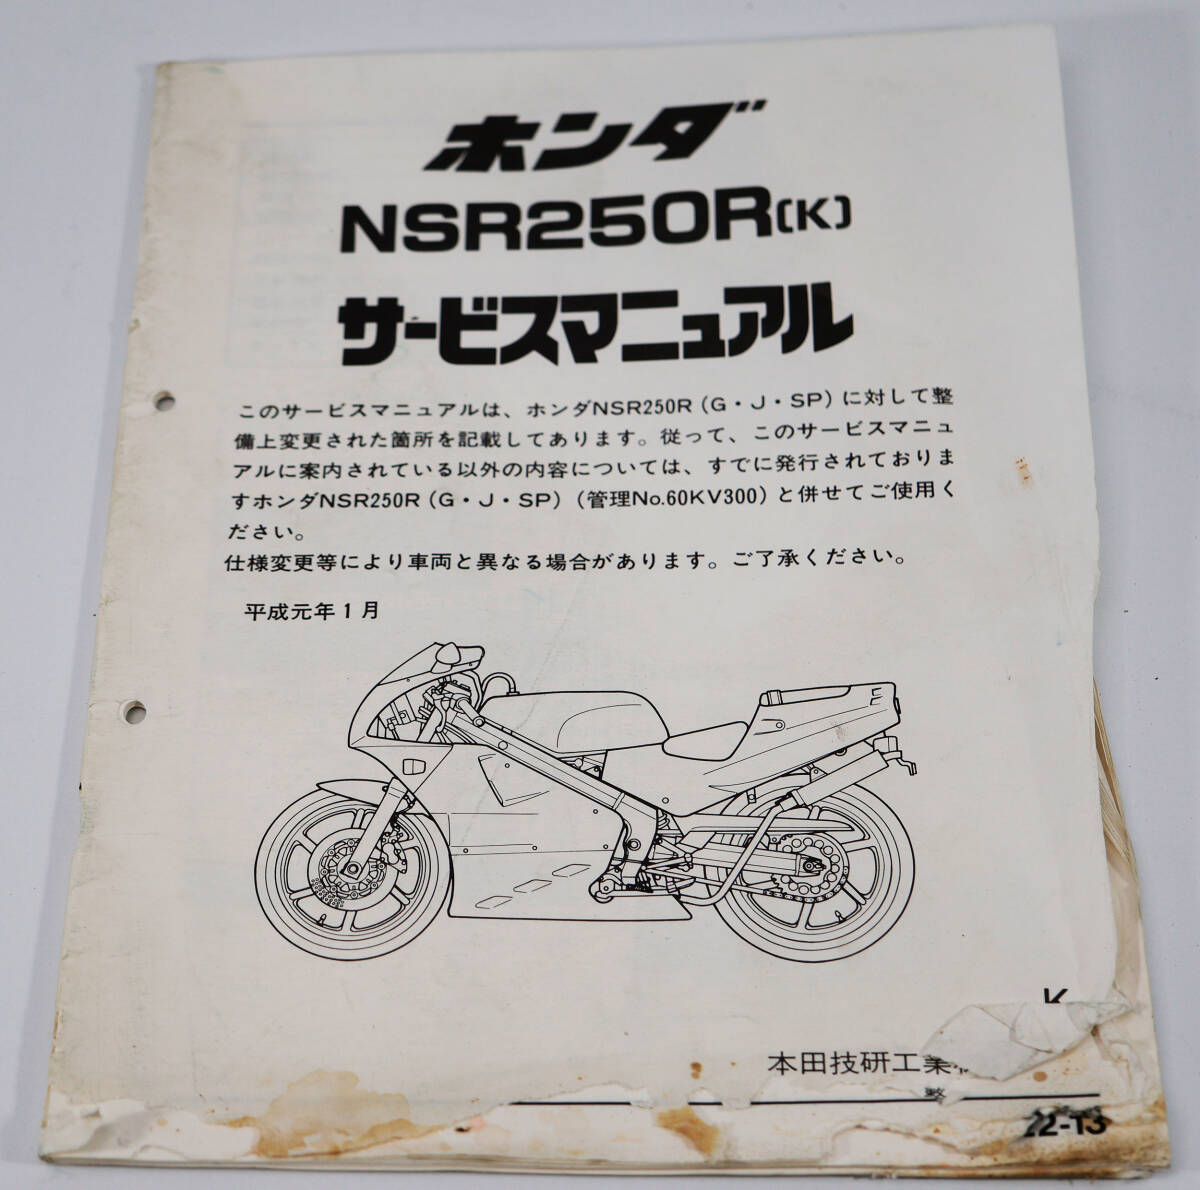 ホンダ
NSR250R〔K〕
サービスマニュアル
このサービスマニュアルは、ホンダNSR250R（G・J・SP）に対して整
備上変更された箇所を記載してあります。従って、このサービスマニュ
アルに案内されている以外の内容については、すでに発行されておりま
すホンダNSR250R（G・J・SP）（管理No.60KV300）と併せてご使用く
ださい。
仕様変更等により車両と異なる場合があります。ご了承ください。
平成元年1月
K
本田技研工業
整
22-13